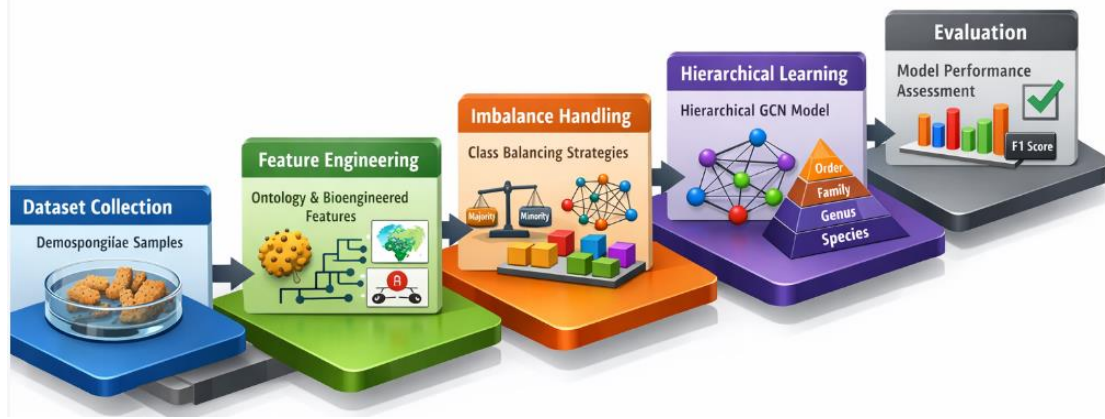 Dataset Collection
Demospongiiae Samples
Feature Engineering
Ontology & Bioengineered
Features
A
Imbalance Handling
Class Balancing Strategies
Majority
Minority
Hierarchical Learning
Hierarchical GCN Model
Order
Family
Genus
Species
Evaluation
Model Performance
Assessment
F1 Score